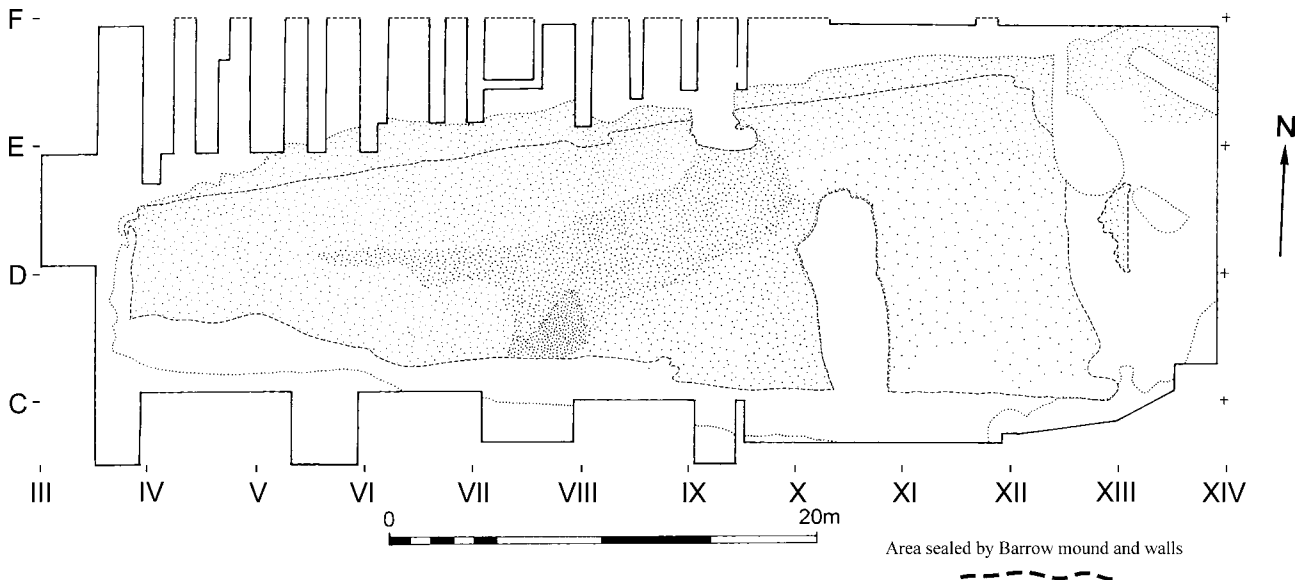 F
N
E
D
C
III IV V VI VII VIII IX X XI XII XIII XIV
0 20m
Area sealed by Barrow mound and walls